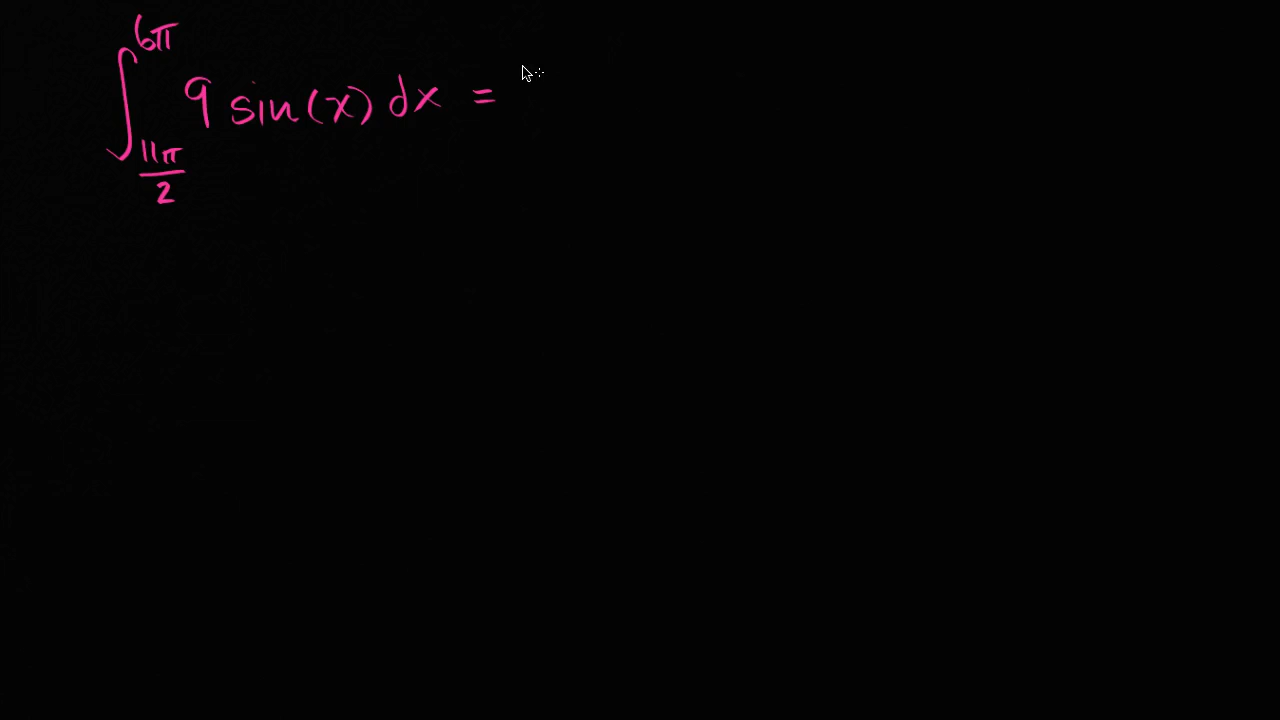 ∫_{11π/2}^{6π} 9 sin(x) dx =